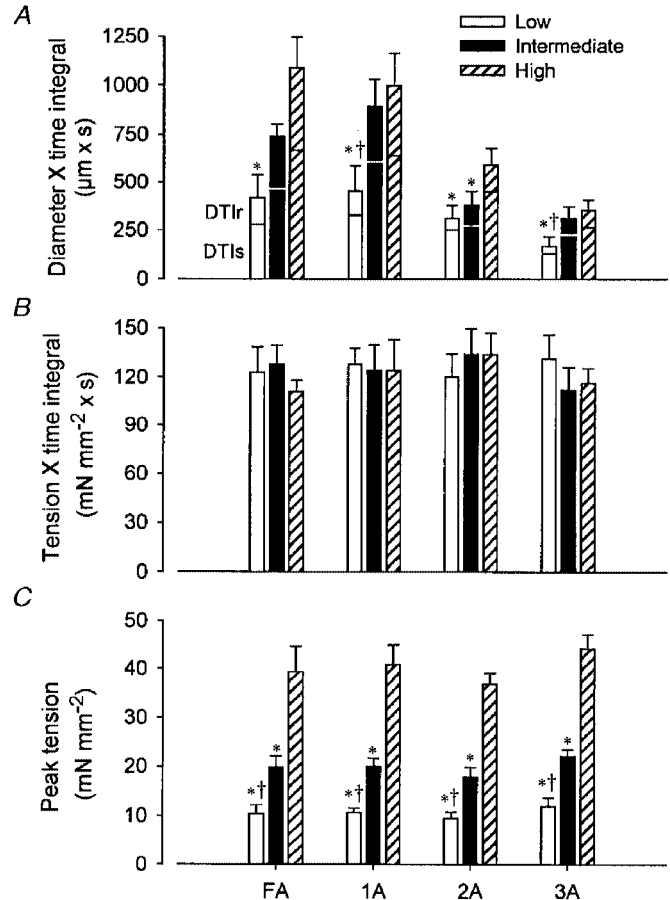 A
Low
Intermediate
High
Diameter X time integral
(µm x s)
1250
1000
750
500
250
0
DTIr
DTIs
*
*†
*
*
*†
B
Tension X time integral
(mN mm⁻² x s)
150
120
90
60
30
0
C
Peak tension
(mN mm⁻²)
50
40
30
20
10
0
*†
*
*†
*
*†
*
*†
*
FA 1A 2A 3A